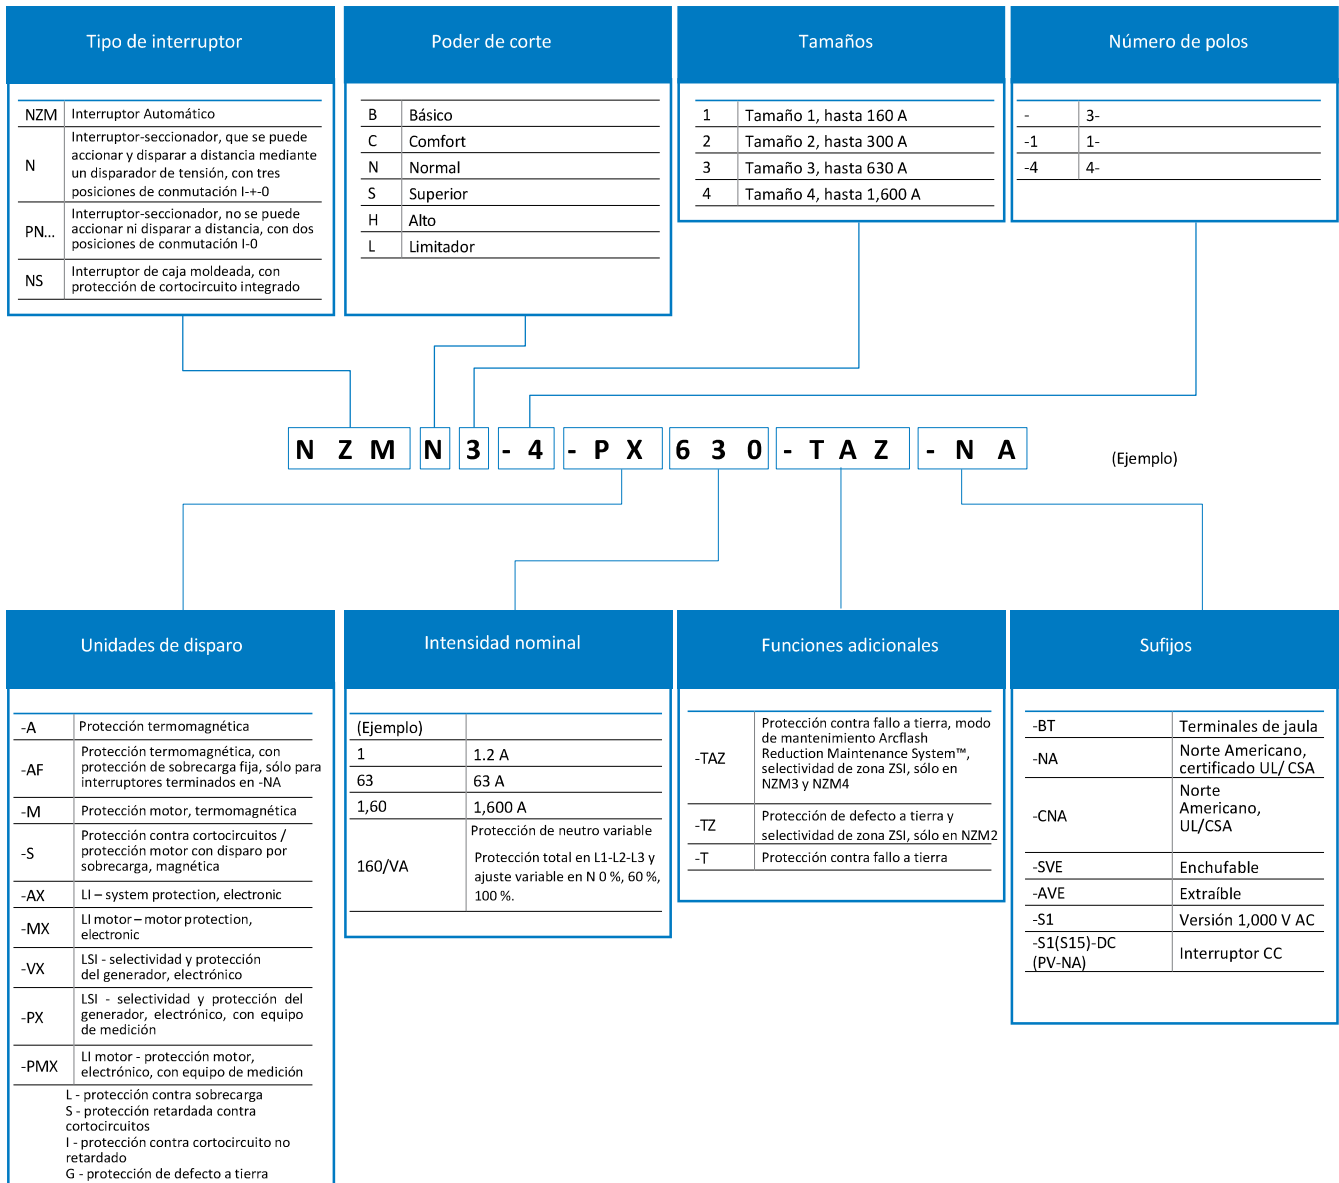 Tipo de interruptor
NZM Interruptor Automático
N Interruptor-seccionador, que se puede
accionar y disparar a distancia mediante
un disparador de tensión, con tres
posiciones de conmutación I-+-0
PN... Interruptor-seccionador, no se puede
accionar ni disparar a distancia, con dos
posiciones de conmutación I-0
NS Interruptor de caja moldeada, con
protección de cortocircuito integrado
Poder de corte
B Básico
C Comfort
N Normal
S Superior
H Alto
L Limitador
Tamaños
1 Tamaño 1, hasta 160 A
2 Tamaño 2, hasta 300 A
3 Tamaño 3, hasta 630 A
4 Tamaño 4, hasta 1,600 A
Número de polos
- 3-
-1 1-
-4 4-
N Z M N 3 - 4 - P X 6 3 0 - T A Z - N A
(Ejemplo)
Unidades de disparo
-A Protección termomagnética
-AF Protección termomagnética, con
protección de sobrecarga fija, sólo para
interruptores terminados en -NA
-M Protección motor, termomagnética
-S Protección contra cortocircuitos /
protección motor con disparo por
sobrecarga, magnética
-AX LI – system protection, electronic
-MX LI motor – motor protection,
electronic
-VX LSI - selectividad y protección
del generador, electrónico
-PX LSI - selectividad y protección del
generador, electrónico, con equipo
de medición
-PMX LI motor - protección motor,
electrónico, con equipo de medición
L - protección contra sobrecarga
S - protección retardada contra
cortocircuitos
I - protección contra cortocircuito no
retardado
G - protección de defecto a tierra
Intensidad nominal
(Ejemplo)
1 1.2 A
63 63 A
1,60 1,600 A
160/VA Protección de neutro variable
Protección total en L1-L2-L3 y
ajuste variable en N 0 %, 60 %,
100 %.
Funciones adicionales
-TAZ Protección contra fallo a tierra, modo
de mantenimiento Arcflash
Reduction Maintenance System™,
selectividad de zona ZSI, sólo en
NZM3 y NZM4
-TZ Protección de defecto a tierra y
selectividad de zona ZSI, sólo en NZM2
-T Protección contra fallo a tierra
Sufijos
-BT Terminales de jaula
-NA Norte Americano,
certificado UL/ CSA
-CNA Norte
Americano,
UL/CSA
-SVE Enchufable
-AVE Extraíble
-S1 Versión 1,000 V AC
-S1(S15)-DC
(PV-NA) Interruptor CC